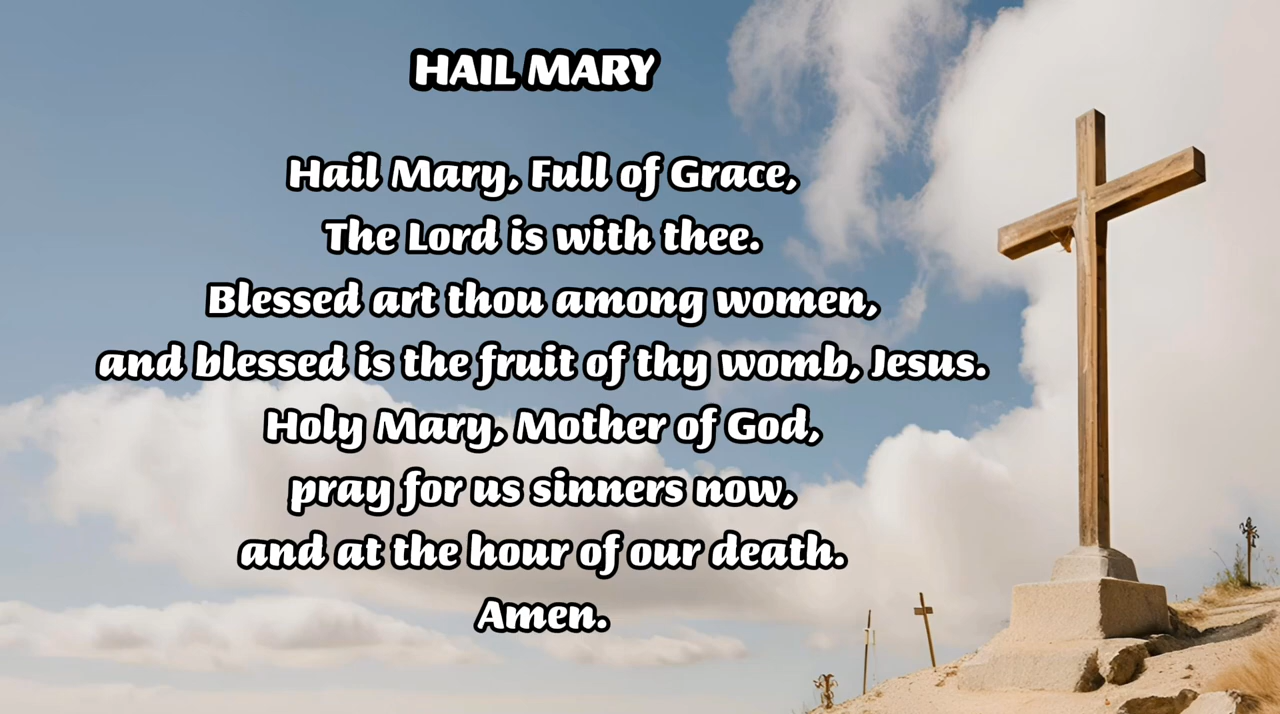 HAIL MARY
Hail Mary, Full of Grace,
The Lord is with thee.
Blessed art thou among women,
and blessed is the fruit of thy womb, Jesus.
Holy Mary, Mother of God,
pray for us sinners now,
and at the hour of our death.
Amen.